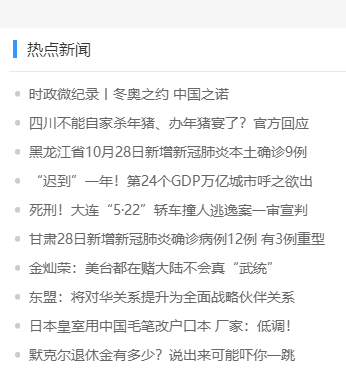 热点新闻
时政微纪录丨冬奥之约 中国之诺
四川不能自家杀年猪、办年猪宴了？官方回应
黑龙江省10月28日新增新冠肺炎本土确诊9例
“迟到”一年！第24个GDP万亿城市呼之欲出
死刑！大连“5·22”轿车撞人逃逸案一审宣判
甘肃28日新增新冠肺炎确诊病例12例 有3例重型
金灿荣：美台都在赌大陆不会真“武统”
东盟：将对华关系提升为全面战略伙伴关系
日本皇室用中国毛笔改户口本 厂家：低调！
默克尔退休金有多少？说出来可能吓你一跳